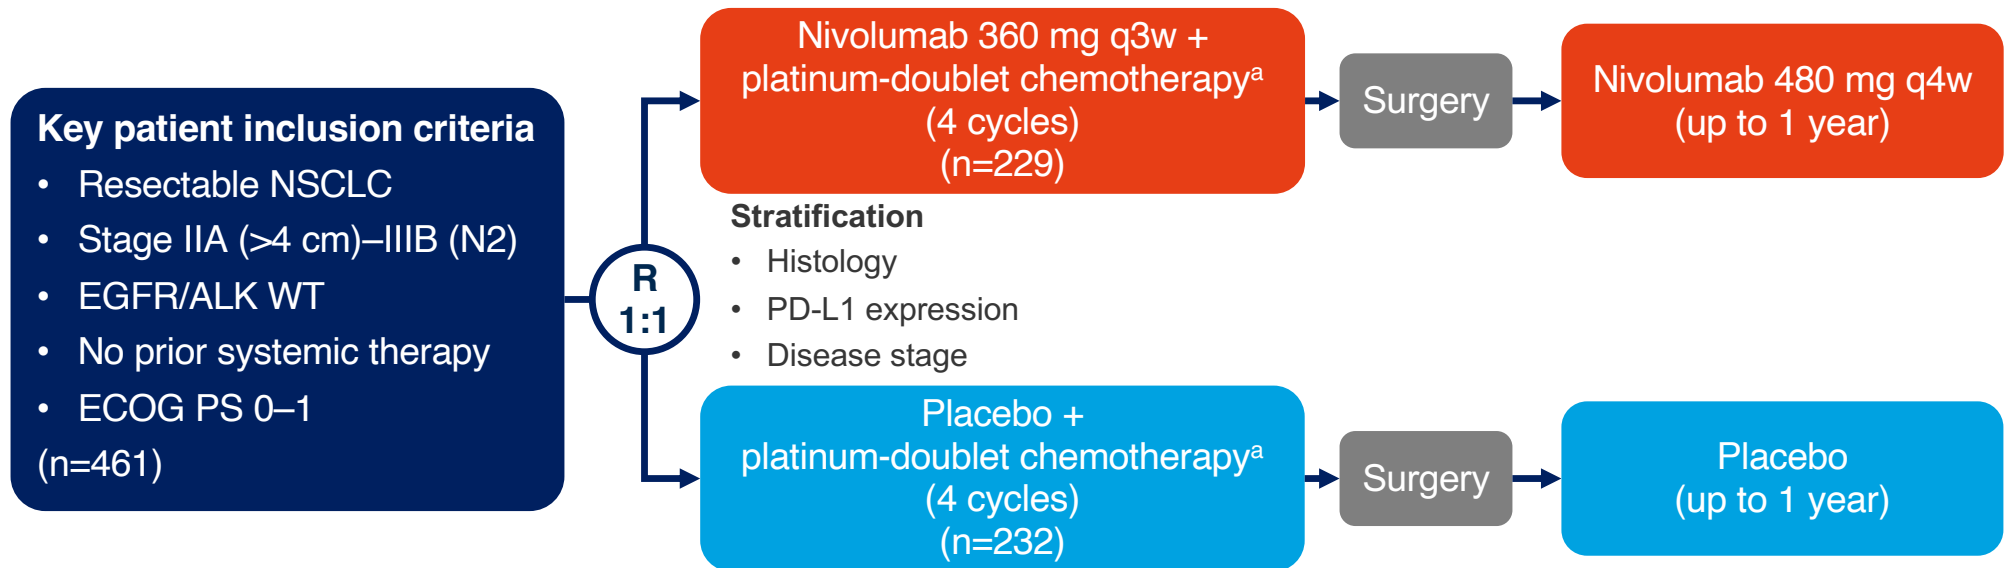 Key patient inclusion criteria
• Resectable NSCLC
• Stage IIA (>4 cm)–IIIB (N2)
• EGFR/ALK WT
• No prior systemic therapy
• ECOG PS 0–1
(n=461)
R
1:1
Nivolumab 360 mg q3w +
platinum-doublet chemotherapyᵃ
(4 cycles)
(n=229)
Surgery
Nivolumab 480 mg q4w
(up to 1 year)
Stratification
• Histology
• PD-L1 expression
• Disease stage
Placebo +
platinum-doublet chemotherapyᵃ
(4 cycles)
(n=232)
Surgery
Placebo
(up to 1 year)